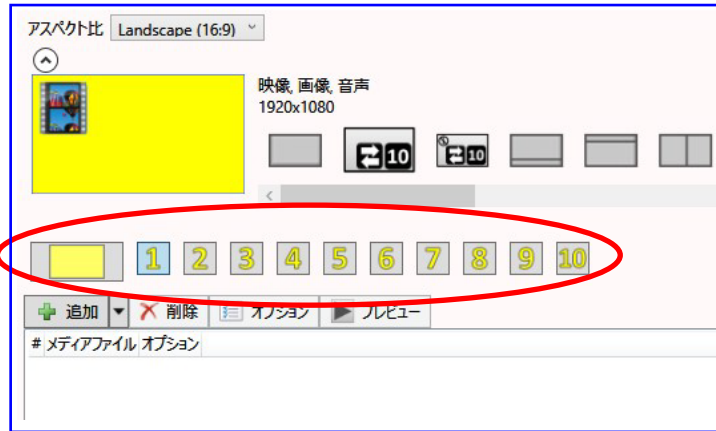 アスペクト比 Landscape (16:9)
映像, 画像, 音声
1920x1080
10 10
1 2 3 4 5 6 7 8 9 10
追加 削除 オプション プレビュー
# メディアファイル オプション